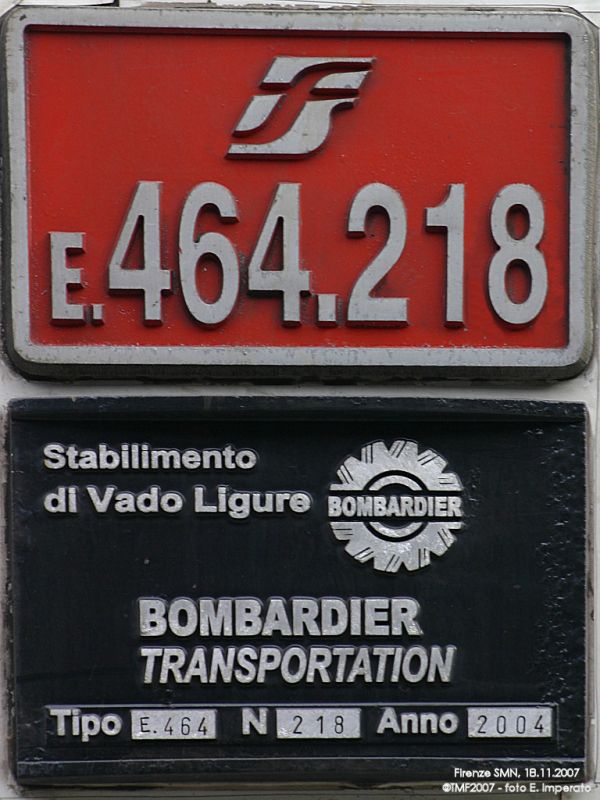 E.464.218
Stabilimento
di Vado Ligure
BOMBARDIER
BOMBARDIER
TRANSPORTATION
Tipo E.464 N 218 Anno 2004
Firenze SMN, 18.11.2007
©TMF2007 - foto E. Imperato